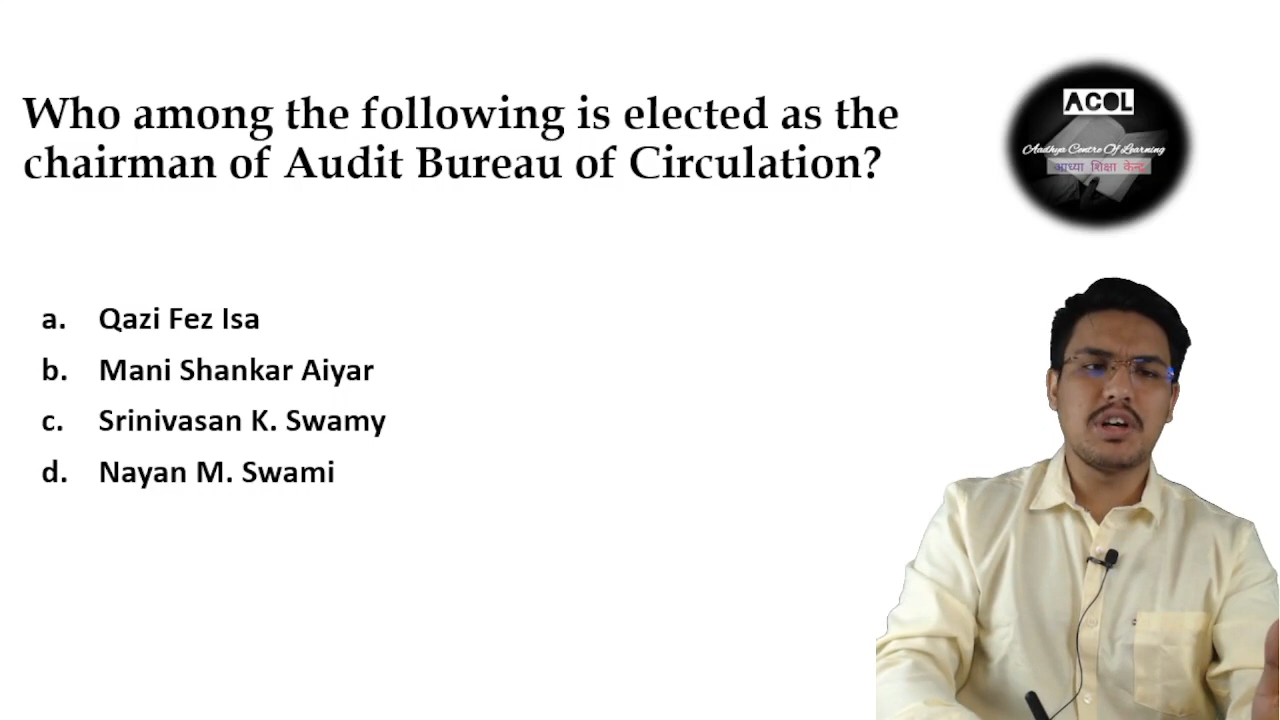 Who among the following is elected as the
chairman of Audit Bureau of Circulation?
ACOL
Aadhya Centre Of Learning
आध्या शिक्षा केन्द्र
a. Qazi Fez Isa
b. Mani Shankar Aiyar
c. Srinivasan K. Swamy
d. Nayan M. Swami